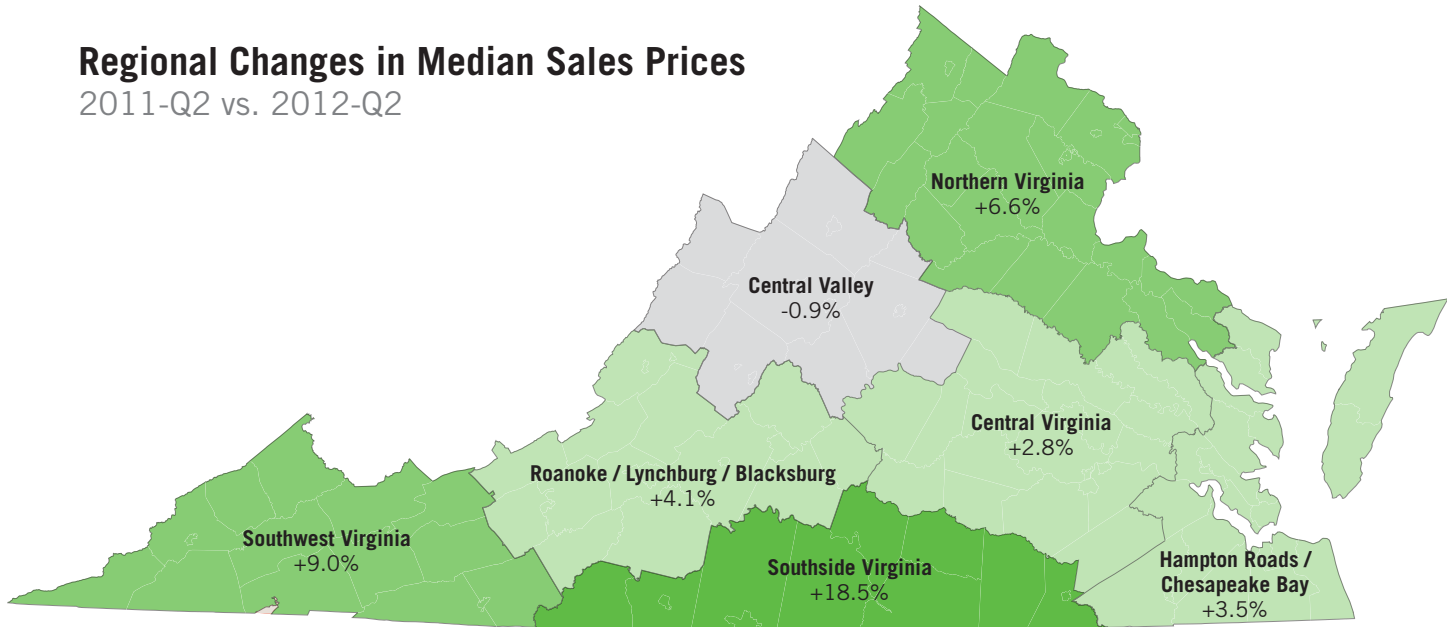 Regional Changes in Median Sales Prices
2011-Q2 vs. 2012-Q2
Northern Virginia
+6.6%
Central Valley
-0.9%
Central Virginia
+2.8%
Roanoke / Lynchburg / Blacksburg
+4.1%
Southwest Virginia
+9.0%
Southside Virginia
+18.5%
Hampton Roads /
Chesapeake Bay
+3.5%